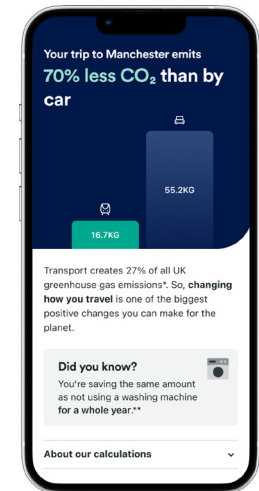 Your trip to Manchester emits
70% less CO₂ than by
car
55.2KG
16.7KG
Transport creates 27% of all UK
greenhouse gas emissions*. So, changing
how you travel is one of the biggest
positive changes you can make for the
planet.
Did you know?
You're saving the same amount
as not using a washing machine
for a whole year.**
About our calculations